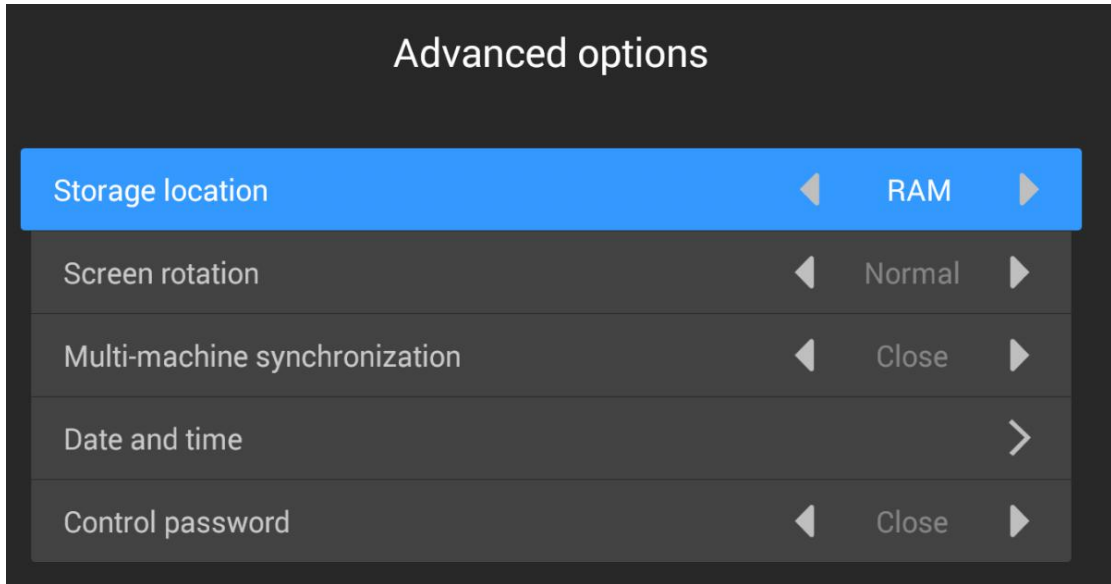 Advanced options
Storage location RAM
Screen rotation Normal
Multi-machine synchronization Close
Date and time
Control password Close